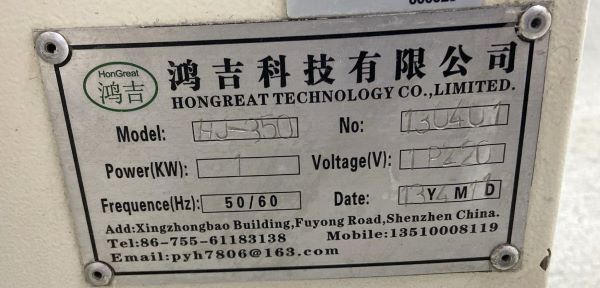 HonGreat
鸿吉
鸿吉科技有限公司
HONGREAT TECHNOLOGY CO.,LIMITED.
Model: HJ-350 No: 130401
Power(KW): 1 Voltage(V): 1P220
Frequency(Hz): 50/60 Date: Y M D
Add:Xingzhongbao Building,Fuyong Road,Shenzhen China.
Tel:86-755-61183138 Mobile:13510008119
Email:pyh7806@163.com